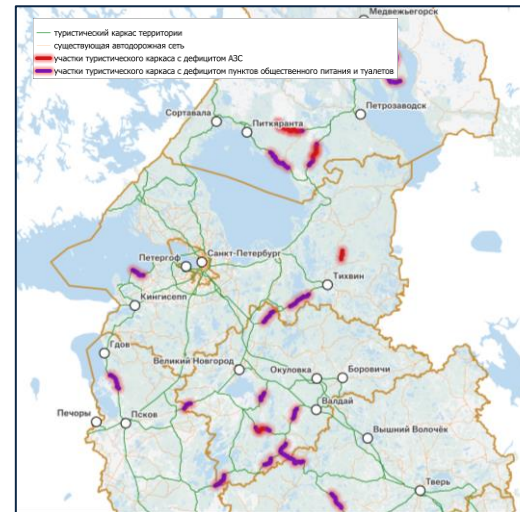 Медвежьегорск
туристический каркас территории
существующая автодорожная сеть
участки туристического каркаса с дефицитом АЗС
участки туристического каркаса с дефицитом пунктов общественного питания и туалетов
Петрозаводск
Сортавала
Питкяранта
Санкт-Петербург
Петергоф
Тихвин
Кингисепп
Гдов
Великий Новгород
Окуловка
Боровичи
Валдай
Печоры
Псков
Вышний Волочёк
Тверь